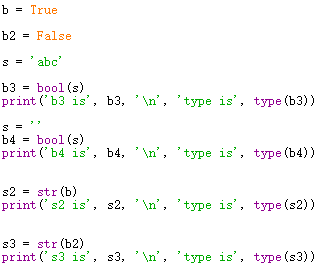 b = True
b2 = False
s = 'abc'
b3 = bool(s)
print('b3 is', b3, '\n', 'type is', type(b3))
s = ''
b4 = bool(s)
print('b4 is', b4, '\n', 'type is', type(b4))
s2 = str(b)
print('s2 is', s2, '\n', 'type is', type(s2))
s3 = str(b2)
print('s3 is', s3, '\n', 'type is', type(s3))